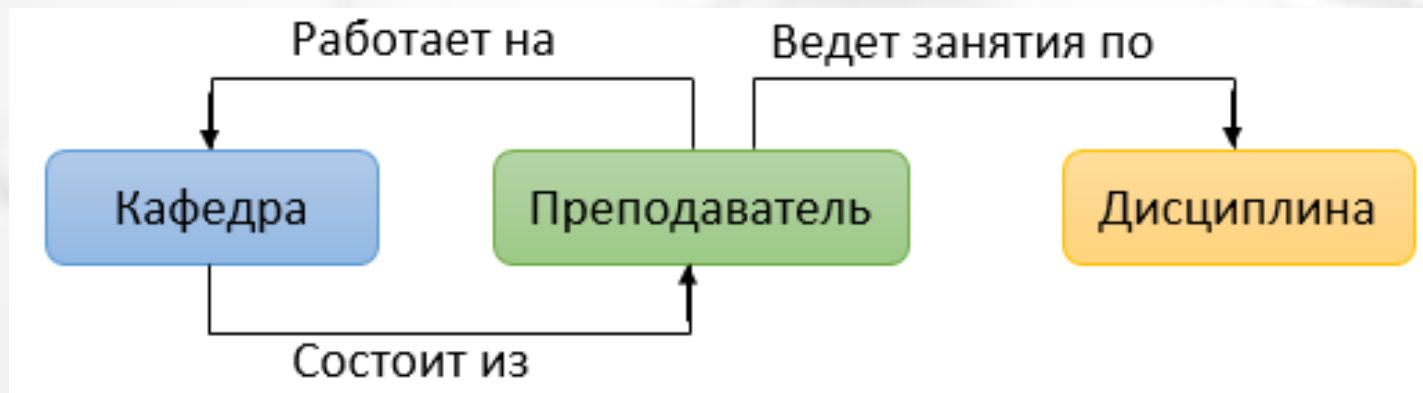 Работает на
Ведет занятия по
Кафедра
Преподаватель
Дисциплина
Состоит из